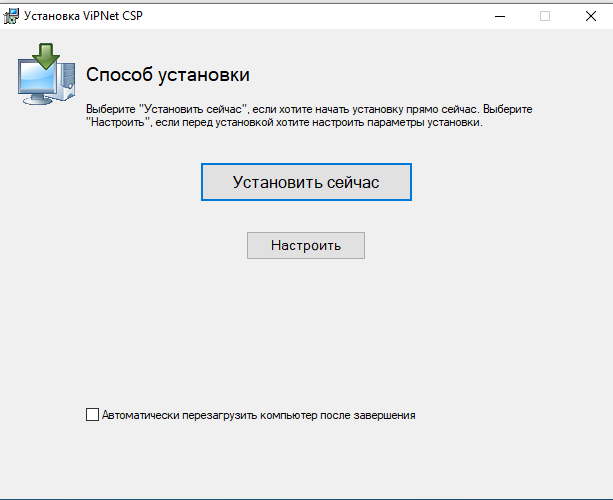 Установка ViPNet CSP
Способ установки
Выберите "Установить сейчас", если хотите начать установку прямо сейчас. Выберите
"Настроить", если перед установкой хотите настроить параметры установки.
Установить сейчас
Настроить
Автоматически перезагрузить компьютер после завершения